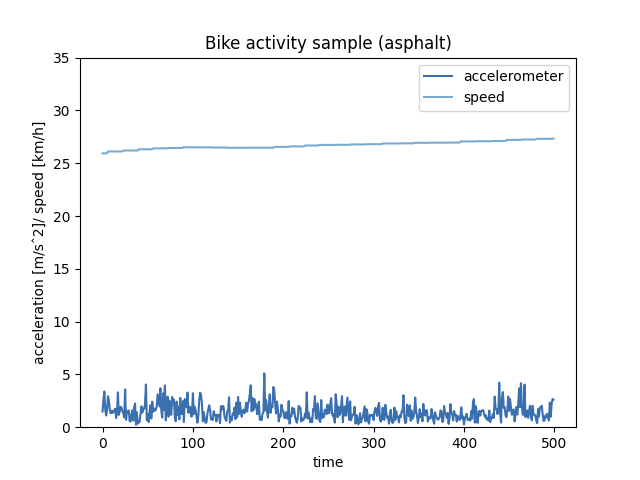 Bike activity sample (asphalt)
accelerometer
speed
acceleration [m/sˆ2]/ speed [km/h]
35
30
25
20
15
10
5
0
0 100 200 300 400 500
time